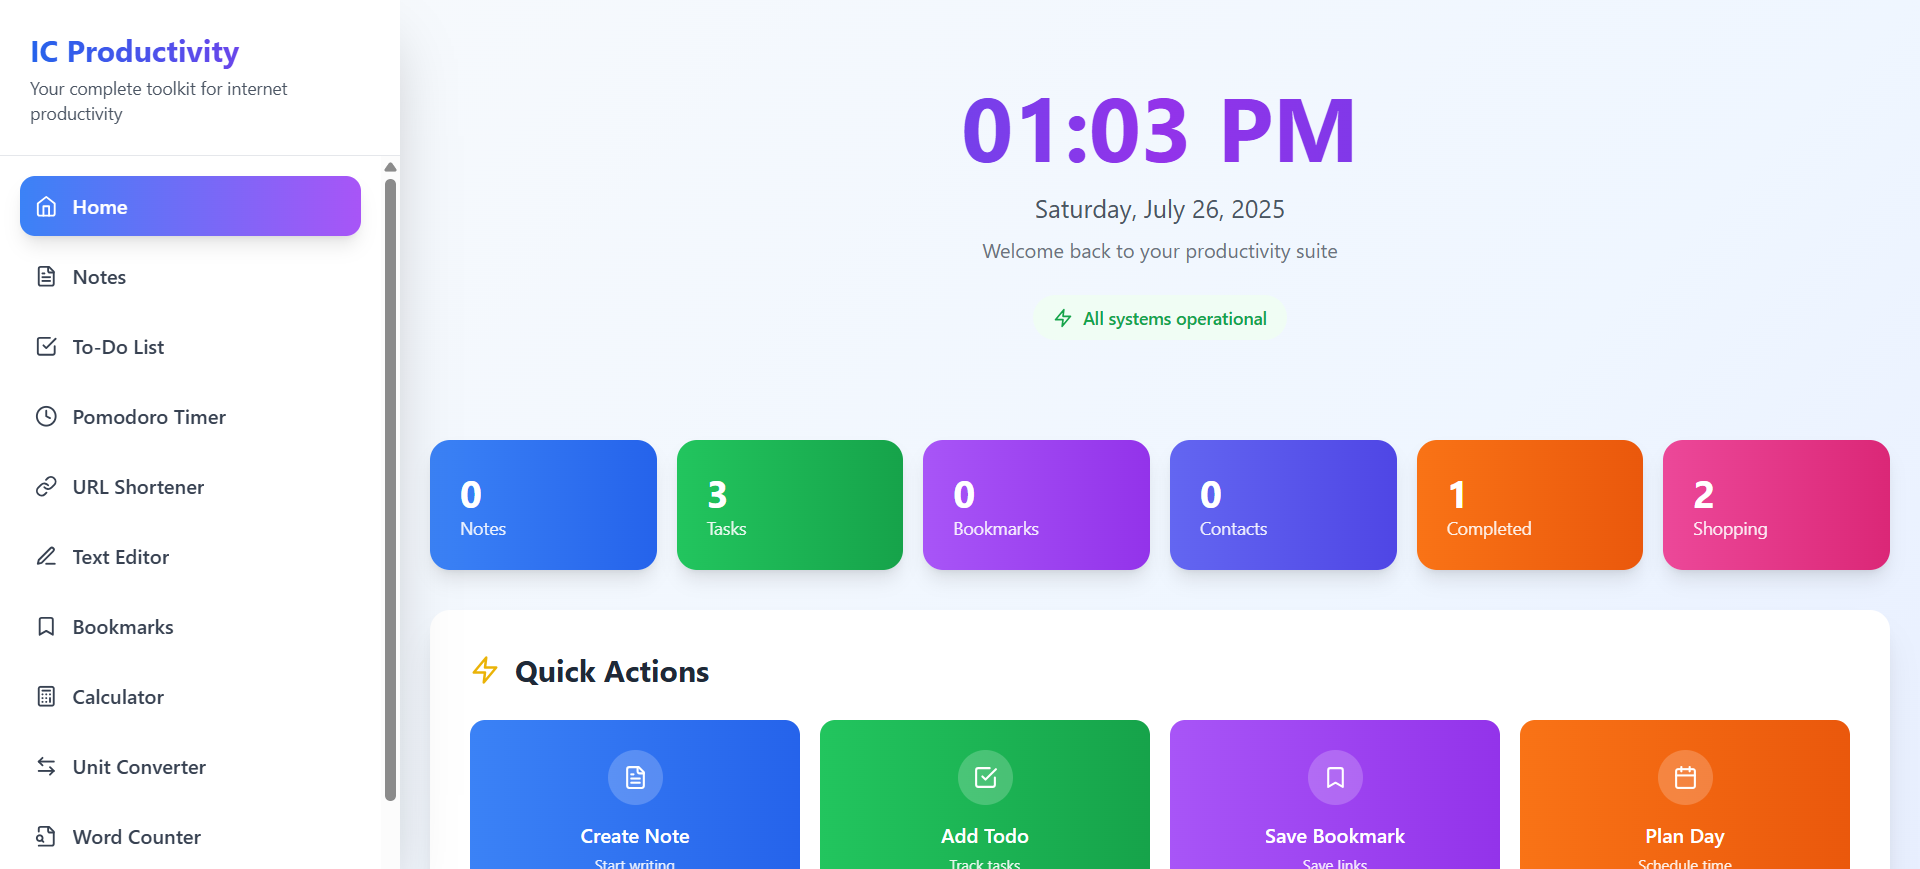 IC Productivity
Your complete toolkit for internet
productivity
Home
Notes
To-Do List
Pomodoro Timer
URL Shortener
Text Editor
Bookmarks
Calculator
Unit Converter
Word Counter
01:03 PM
Saturday, July 26, 2025
Welcome back to your productivity suite
All systems operational
0
Notes
3
Tasks
0
Bookmarks
0
Contacts
1
Completed
2
Shopping
Quick Actions
Create Note
Start writing
Add Todo
Track tasks
Save Bookmark
Save links
Plan Day
Schedule time